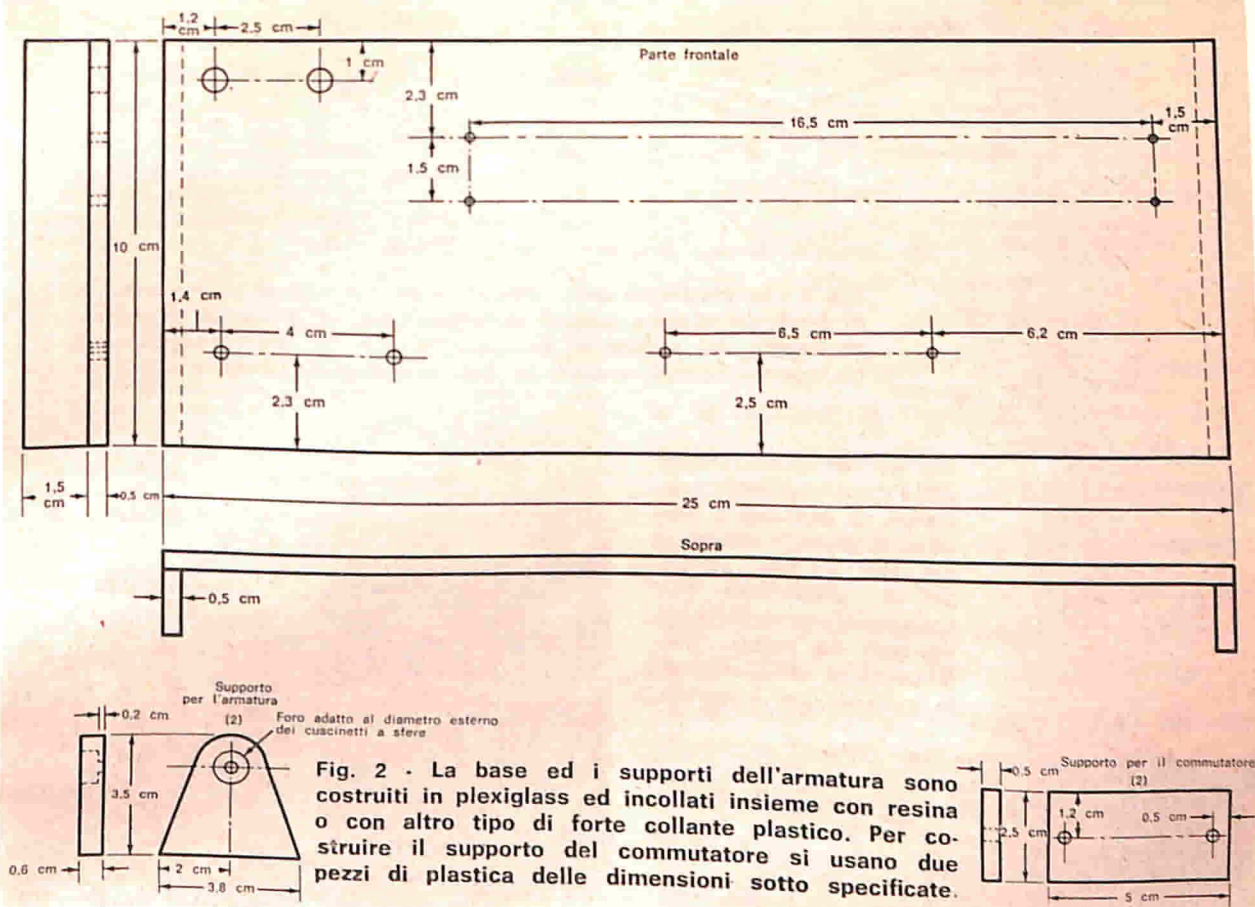 1,2
cm
2,5 cm
1 cm
Parte frontale
2,3 cm
16,5 cm
1,5
cm
1,5 cm
10 cm
1,4 cm
4 cm
6,5 cm
6,2 cm
2,3 cm
2,5 cm
1,5
cm
0,5 cm
25 cm
Sopra
0,5 cm
Supporto
per l'armatura
(2)
0,2 cm
Foro adatto al diametro esterno
dei cuscinetti a sfere
3,5 cm
0,6 cm
2 cm
3,8 cm
Fig. 2 - La base ed i supporti dell'armatura sono
costruiti in plexiglass ed incollati insieme con resina
o con altro tipo di forte collante plastico. Per co-
struire il supporto del commutatore si usano due
pezzi di plastica delle dimensioni sotto specificate.
0,5 cm
Supporto per il commutatore
(2)
1,2 cm
0,5 cm
2,5 cm
5 cm